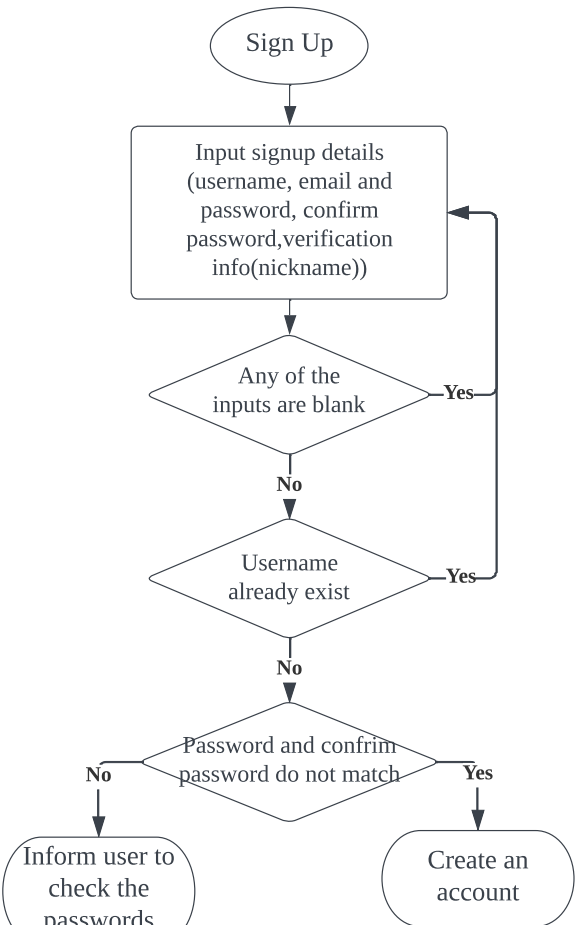 Sign Up
Input signup details
(username, email and
password, confirm
password,verification
info(nickname))
Any of the
inputs are blank
Yes
No
Username
already exist
Yes
No
Password and confrim
password do not match
No
Yes
Inform user to
check the
passwords
Create an
account